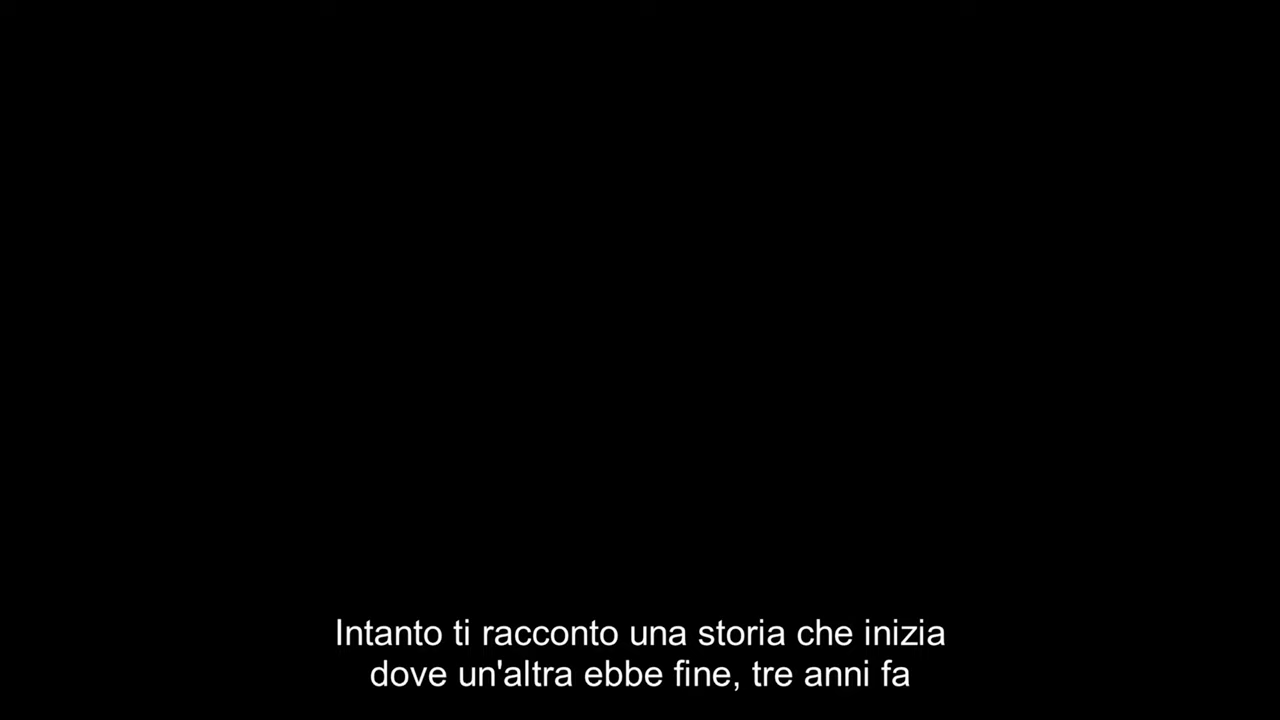 Intanto ti racconto una storia che inizia
dove un'altra ebbe fine, tre anni fa